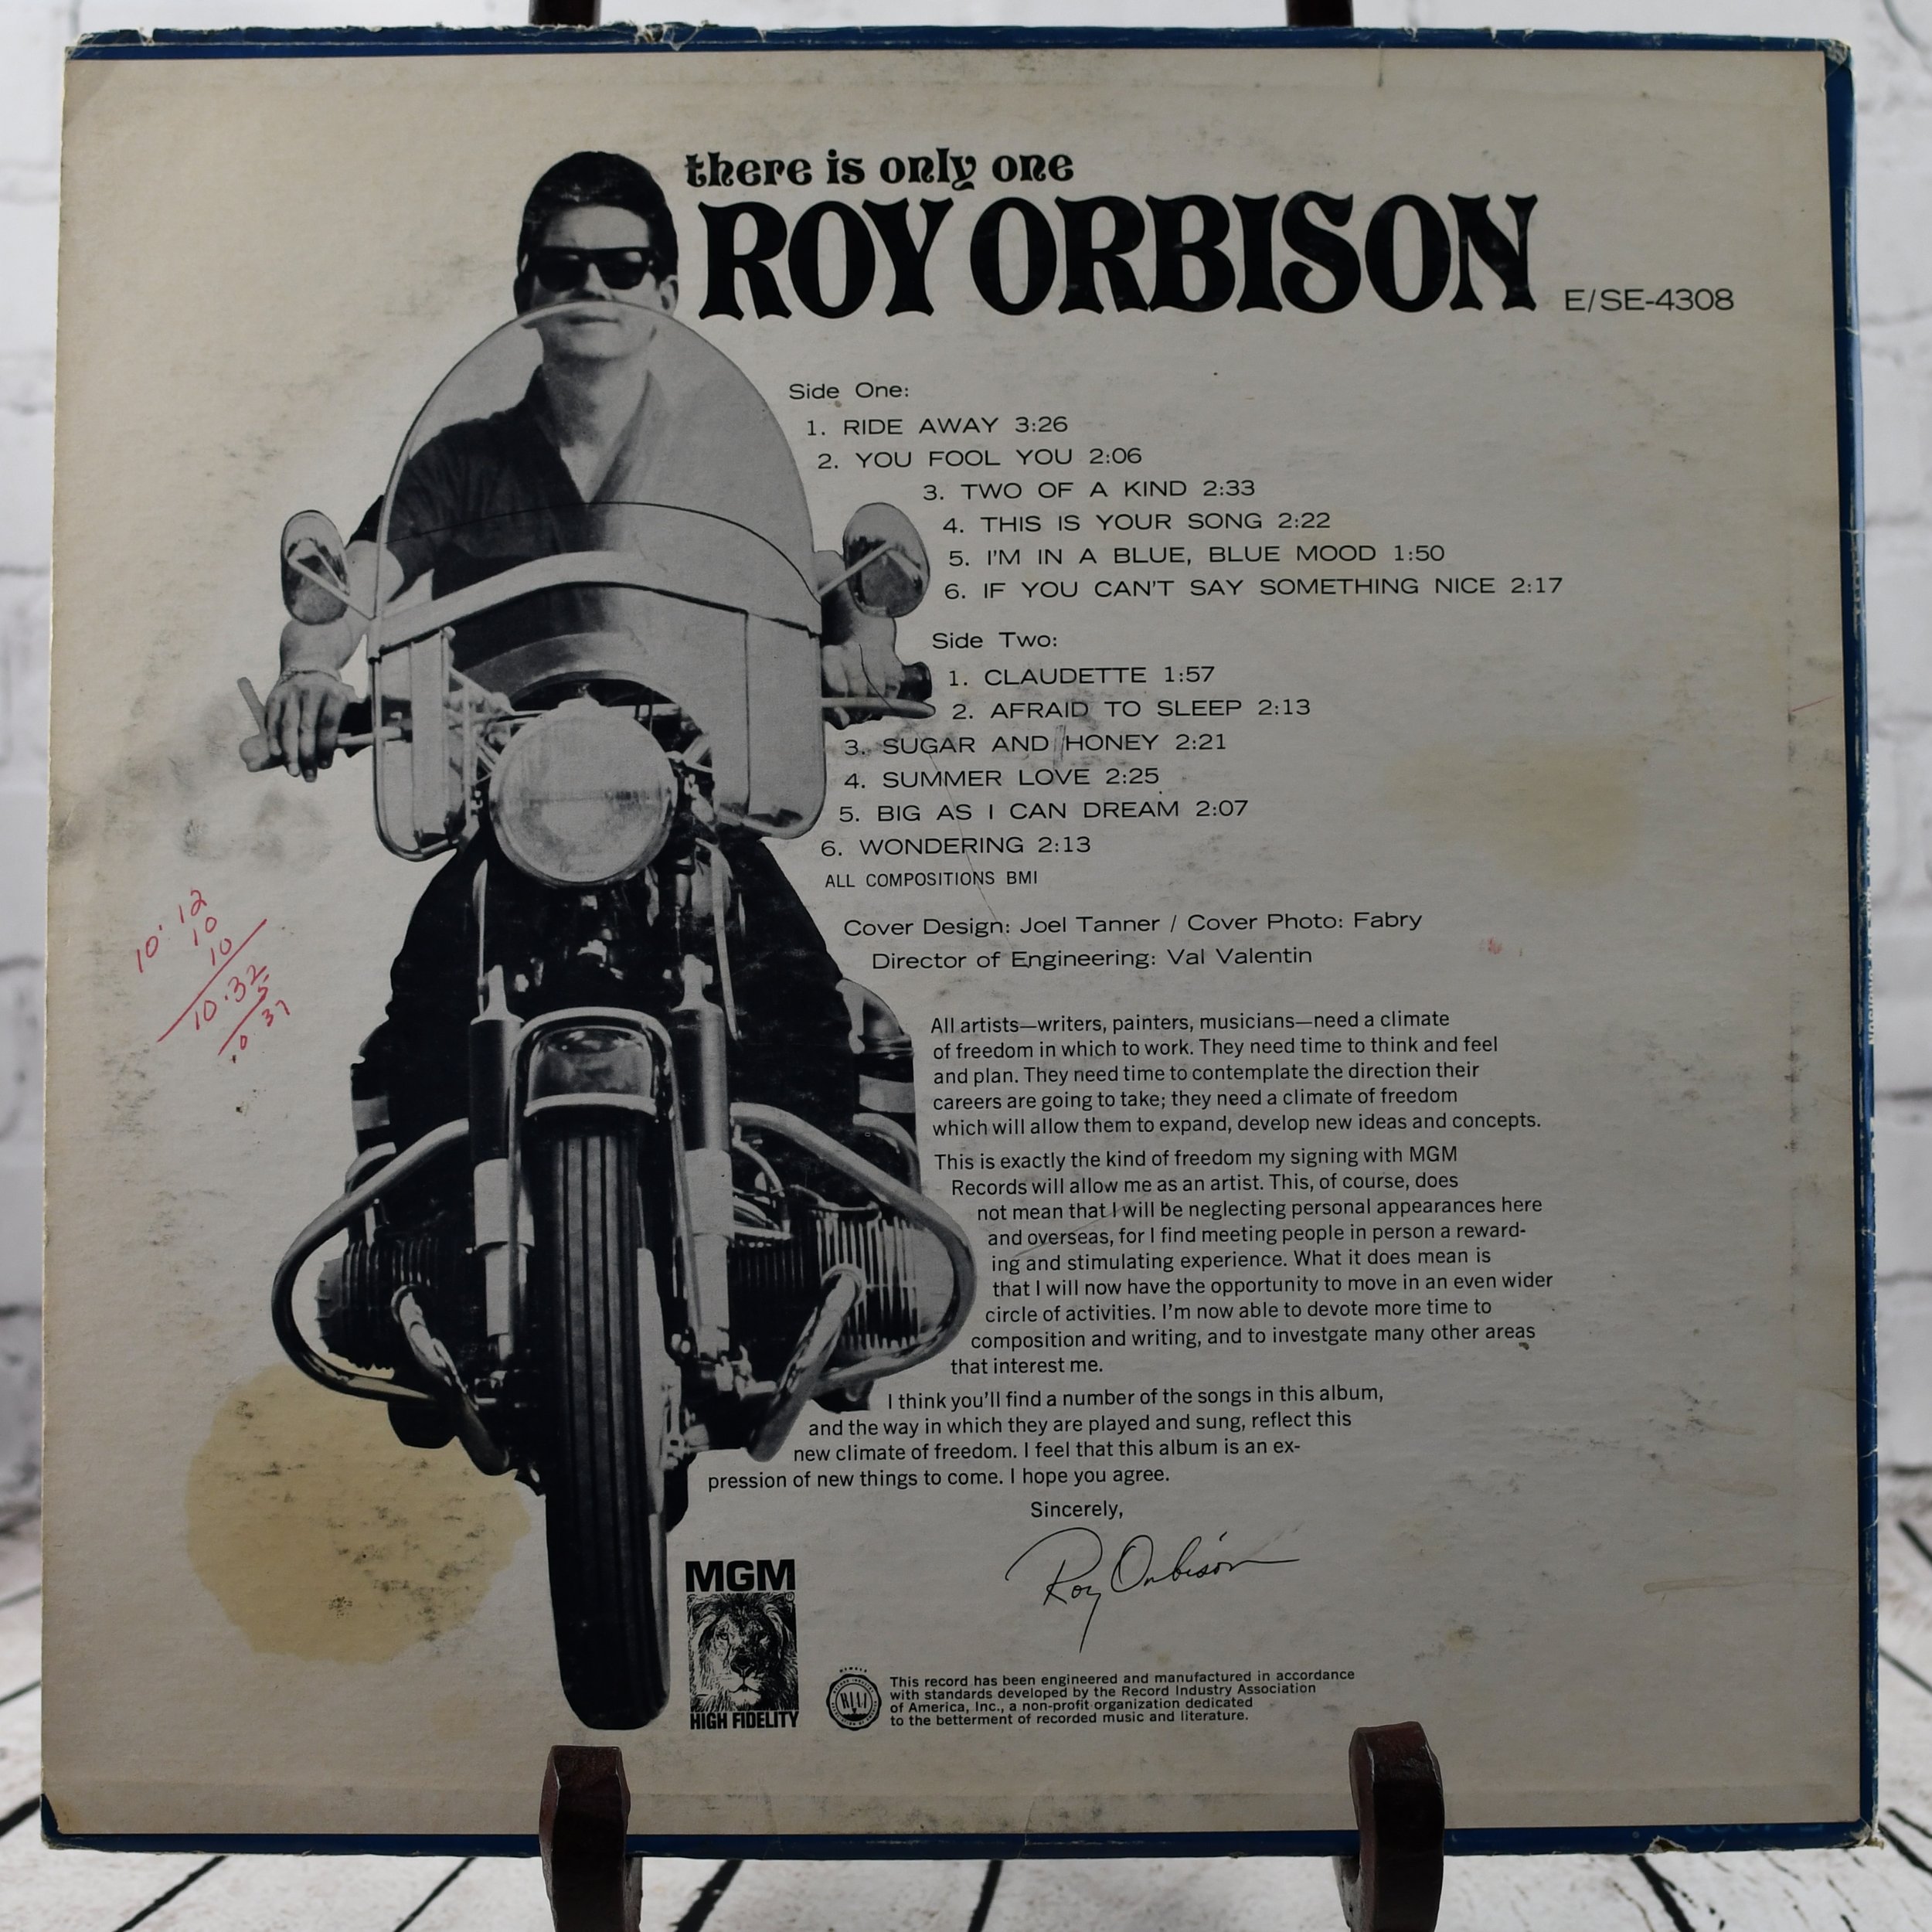 there is only one
ROY ORBISON
E/SE-4308
Side One:
1. RIDE AWAY 3:26
2. YOU FOOL YOU 2:06
3. TWO OF A KIND 2:33
4. THIS IS YOUR SONG 2:22
5. I'M IN A BLUE, BLUE MOOD 1:50
6. IF YOU CAN'T SAY SOMETHING NICE 2:17
Side Two:
1. CLAUDETTE 1:57
2. AFRAID TO SLEEP 2:13
3. SUGAR AND HONEY 2:21
4. SUMMER LOVE 2:25
5. BIG AS I CAN DREAM 2:07
6. WONDERING 2:13
ALL COMPOSITIONS BMI
Cover Design: Joel Tanner / Cover Photo: Fabry
Director of Engineering: Val Valentin
10:12
10
10
10:32
5
10:37
All artists—writers, painters, musicians—need a climate
of freedom in which to work. They need time to think and feel
and plan. They need time to contemplate the direction their
careers are going to take; they need a climate of freedom
which will allow them to expand, develop new ideas and concepts.
This is exactly the kind of freedom my signing with MGM
Records will allow me as an artist. This, of course, does
not mean that I will be neglecting personal appearances here
and overseas, for I find meeting people in person a reward-
ing and stimulating experience. What it does mean is
that I will now have the opportunity to move in an even wider
circle of activities. I'm now able to devote more time to
composition and writing, and to investgate many other areas
that interest me.
I think you'll find a number of the songs in this album,
and the way in which they are played and sung, reflect this
new climate of freedom. I feel that this album is an ex-
pression of new things to come. I hope you agree.
Sincerely,
Roy Orbison
MGM
HIGH FIDELITY
This record has been engineered and manufactured in accordance
with standards developed by the Record Industry Association
of America, Inc., a non-profit organization dedicated
to the betterment of recorded music and literature.